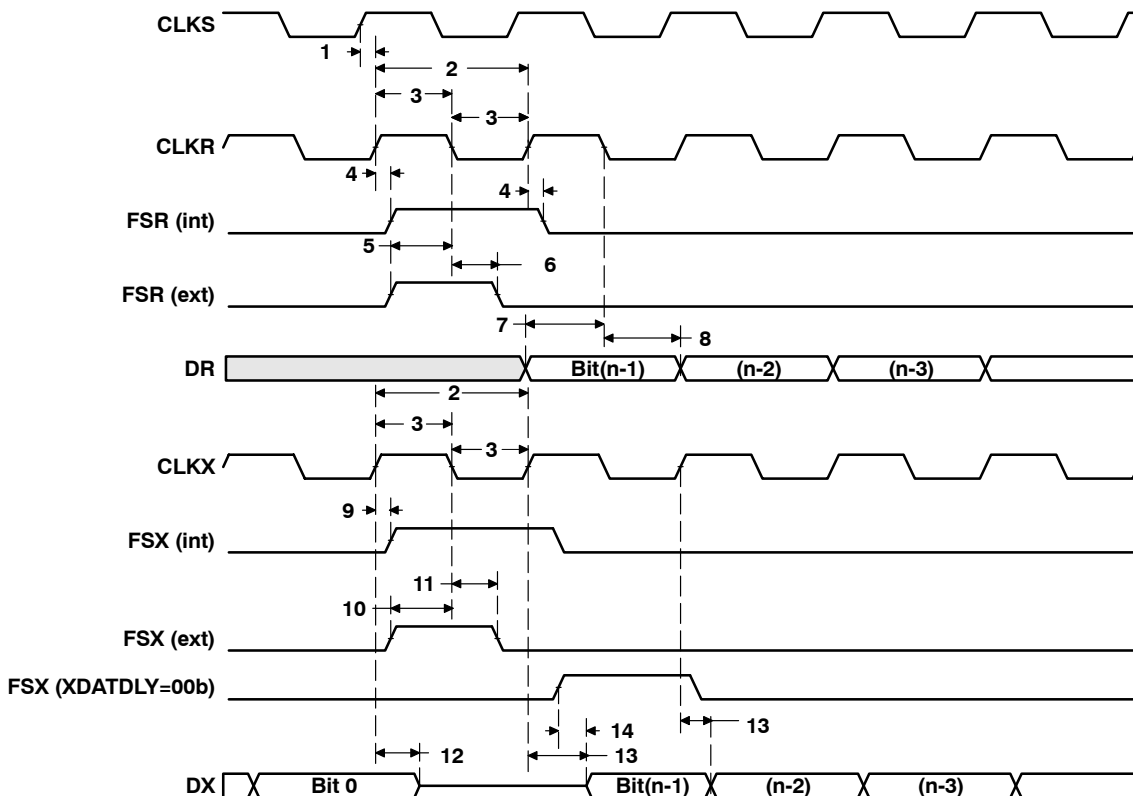 CLKS
1
2
3
3
CLKR
4
4
FSR (int)
5
6
FSR (ext)
7
8
DR
Bit(n-1)
(n-2)
(n-3)
2
3
3
CLKX
9
FSX (int)
11
10
FSX (ext)
FSX (XDATDLY=00b)
14
13
12
13
DX
Bit 0
Bit(n-1)
(n-2)
(n-3)